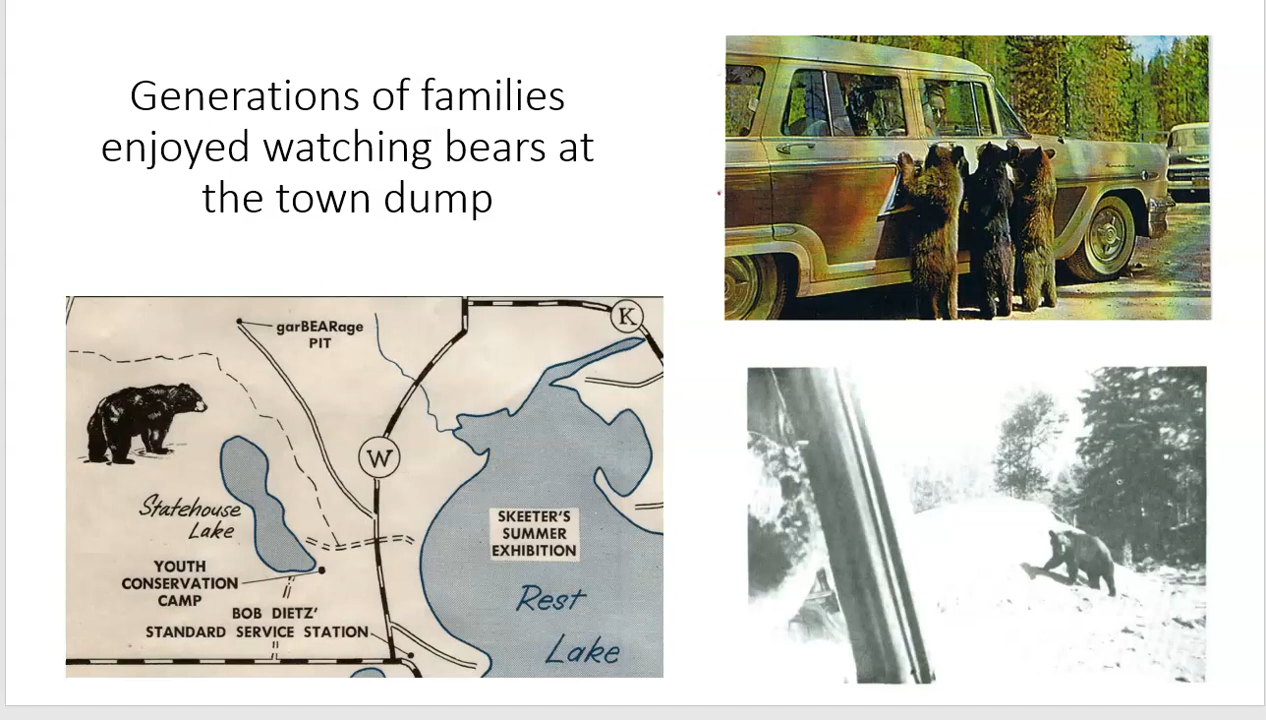 Generations of families
enjoyed watching bears at
the town dump
garBEARage
PIT
K
W
Statehouse
Lake
SKEETER'S
SUMMER
EXHIBITION
YOUTH
CONSERVATION
CAMP
BOB DIETZ'
STANDARD SERVICE STATION
Rest
Lake